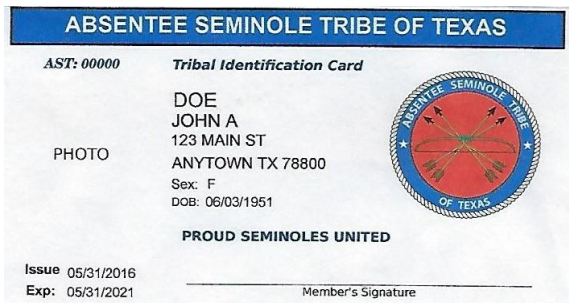 ABSENTEE SEMINOLE TRIBE OF TEXAS
AST: 00000
Tribal Identification Card
DOE
JOHN A
123 MAIN ST
ANYTOWN TX 78800
Sex: F
DOB: 06/03/1951
PHOTO
ABSENTEE SEMINOLE TRIBE
OF TEXAS
PROUD SEMINOLES UNITED
Issue 05/31/2016
Exp: 05/31/2021
Member's Signature